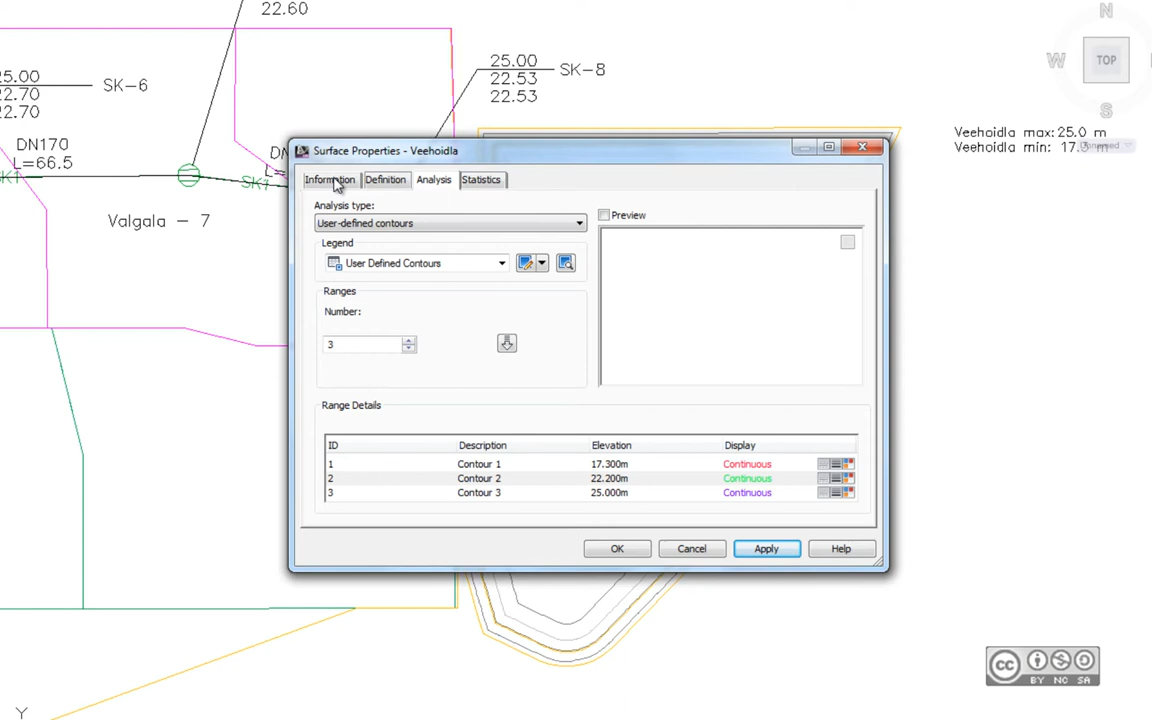 22.60
N
W
TOP
S
25.00
22.53
22.53
SK-8
25.00
22.70
22.70
SK-6
Veehoidla max: 25.0 m
Veehoidla min:
DN170
L=66.5
Valgala - 7
Surface Properties - Veehoidla
Information
Definition
Analysis
Statistics
Analysis type:
User-defined contours
Preview
Legend
User Defined Contours
Ranges
Number:
3
Range Details
ID Description Elevation Display
1 Contour 1 17.300m Continuous
2 Contour 2 22.200m Continuous
3 Contour 3 25.000m Continuous
OK
Cancel
Apply
Help
Y
cc
BY NC SA